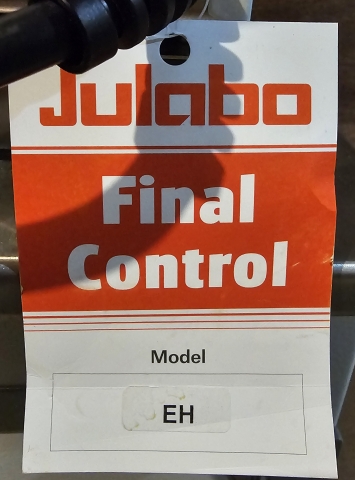 Julabo
Final
Control
Model
EH